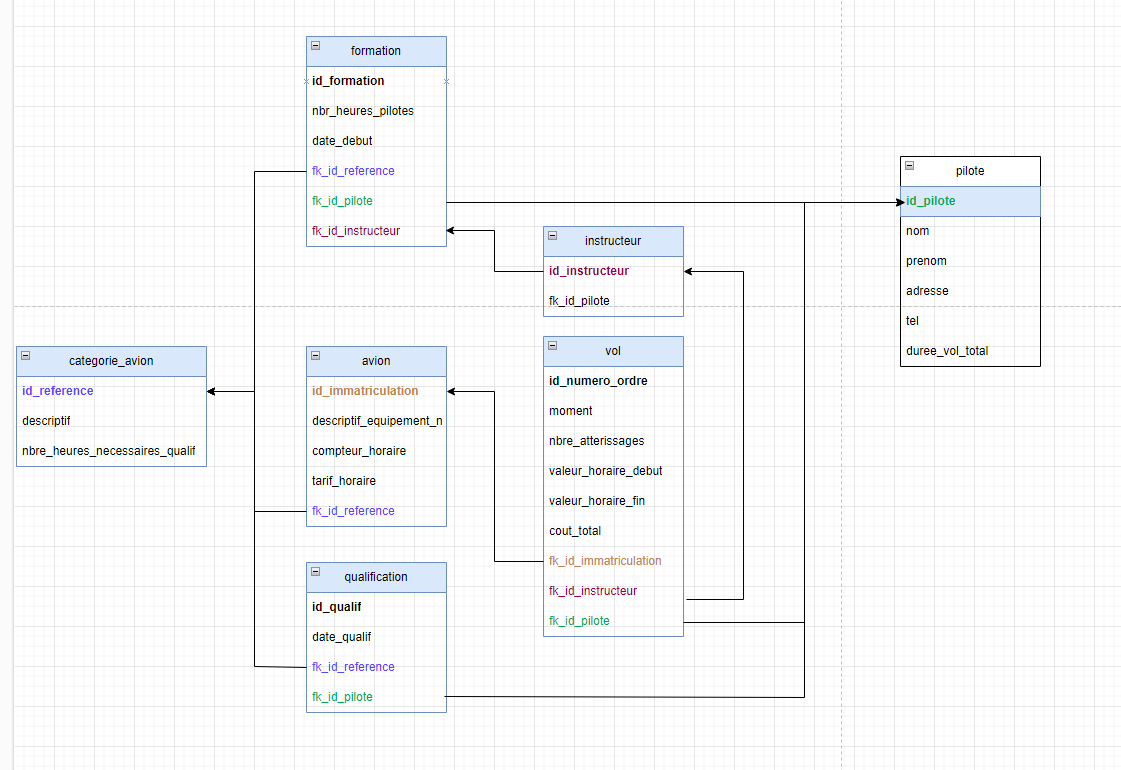 formation
id_formation
nbr_heures_pilotes
date_debut
fk_id_reference
fk_id_pilote
fk_id_instructeur
pilote
id_pilote
nom
prenom
adresse
tel
duree_vol_total
instructeur
id_instructeur
fk_id_pilote
categorie_avion
id_reference
descriptif
nbre_heures_necessaires_qualif
avion
id_immatriculation
descriptif_equipement_n
compteur_horaire
tarif_horaire
fk_id_reference
vol
id_numero_ordre
moment
nbre_atterissages
valeur_horaire_debut
valeur_horaire_fin
cout_total
fk_id_immatriculation
fk_id_instructeur
fk_id_pilote
qualification
id_qualif
date_qualif
fk_id_reference
fk_id_pilote